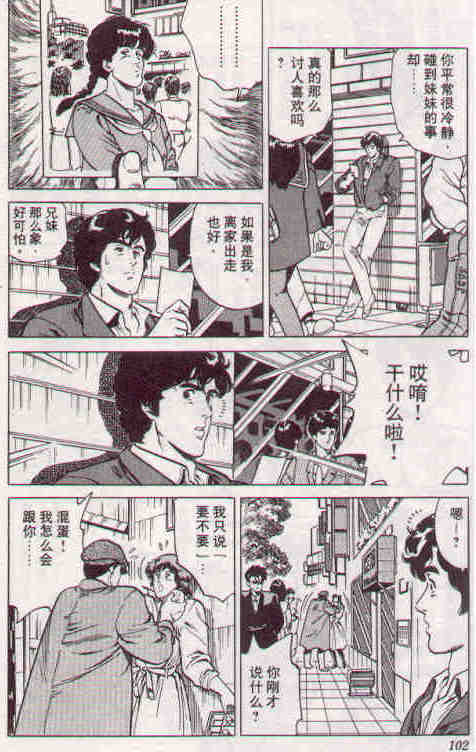 你平常很冷静，
碰到妹妹的事
却……
真的那么
讨人喜欢吗
？
…………
…………
如果是我，
离家出走
也好。
兄妹
那么象，
好可怕。
哎唷！
干什么啦！
嗯！？
你刚才
说什么？
我只说「
要不要」…
混蛋！
我怎么会
跟你……
102